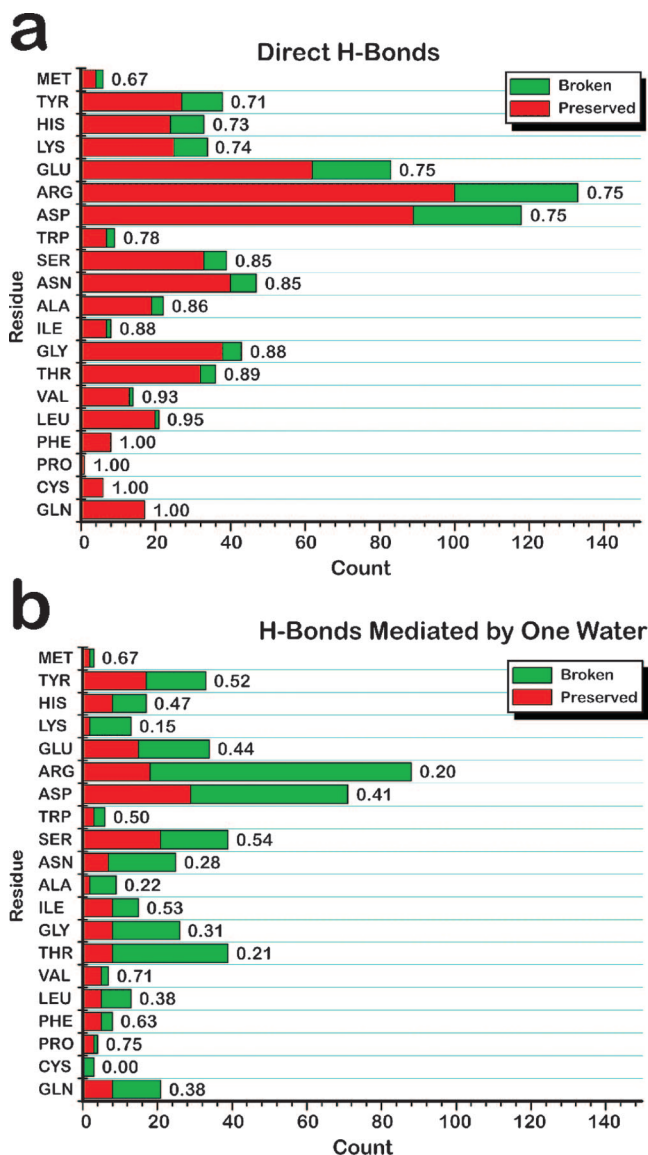 a
Direct H-Bonds
Broken
Preserved
MET 0.67
TYR 0.71
HIS 0.73
LYS 0.74
GLU 0.75
ARG 0.75
ASP 0.75
TRP 0.78
SER 0.85
ASN 0.85
ALA 0.86
ILE 0.88
GLY 0.88
THR 0.89
VAL 0.93
LEU 0.95
PHE 1.00
PRO 1.00
CYS 1.00
GLN 1.00
Residue
0 20 40 60 80 100 120 140
Count
b
H-Bonds Mediated by One Water
Broken
Preserved
MET 0.67
TYR 0.52
HIS 0.47
LYS 0.15
GLU 0.44
ARG 0.20
ASP 0.41
TRP 0.50
SER 0.54
ASN 0.28
ALA 0.22
ILE 0.53
GLY 0.31
THR 0.21
VAL 0.71
LEU 0.38
PHE 0.63
PRO 0.75
CYS 0.00
GLN 0.38
Residue
0 20 40 60 80 100 120 140
Count